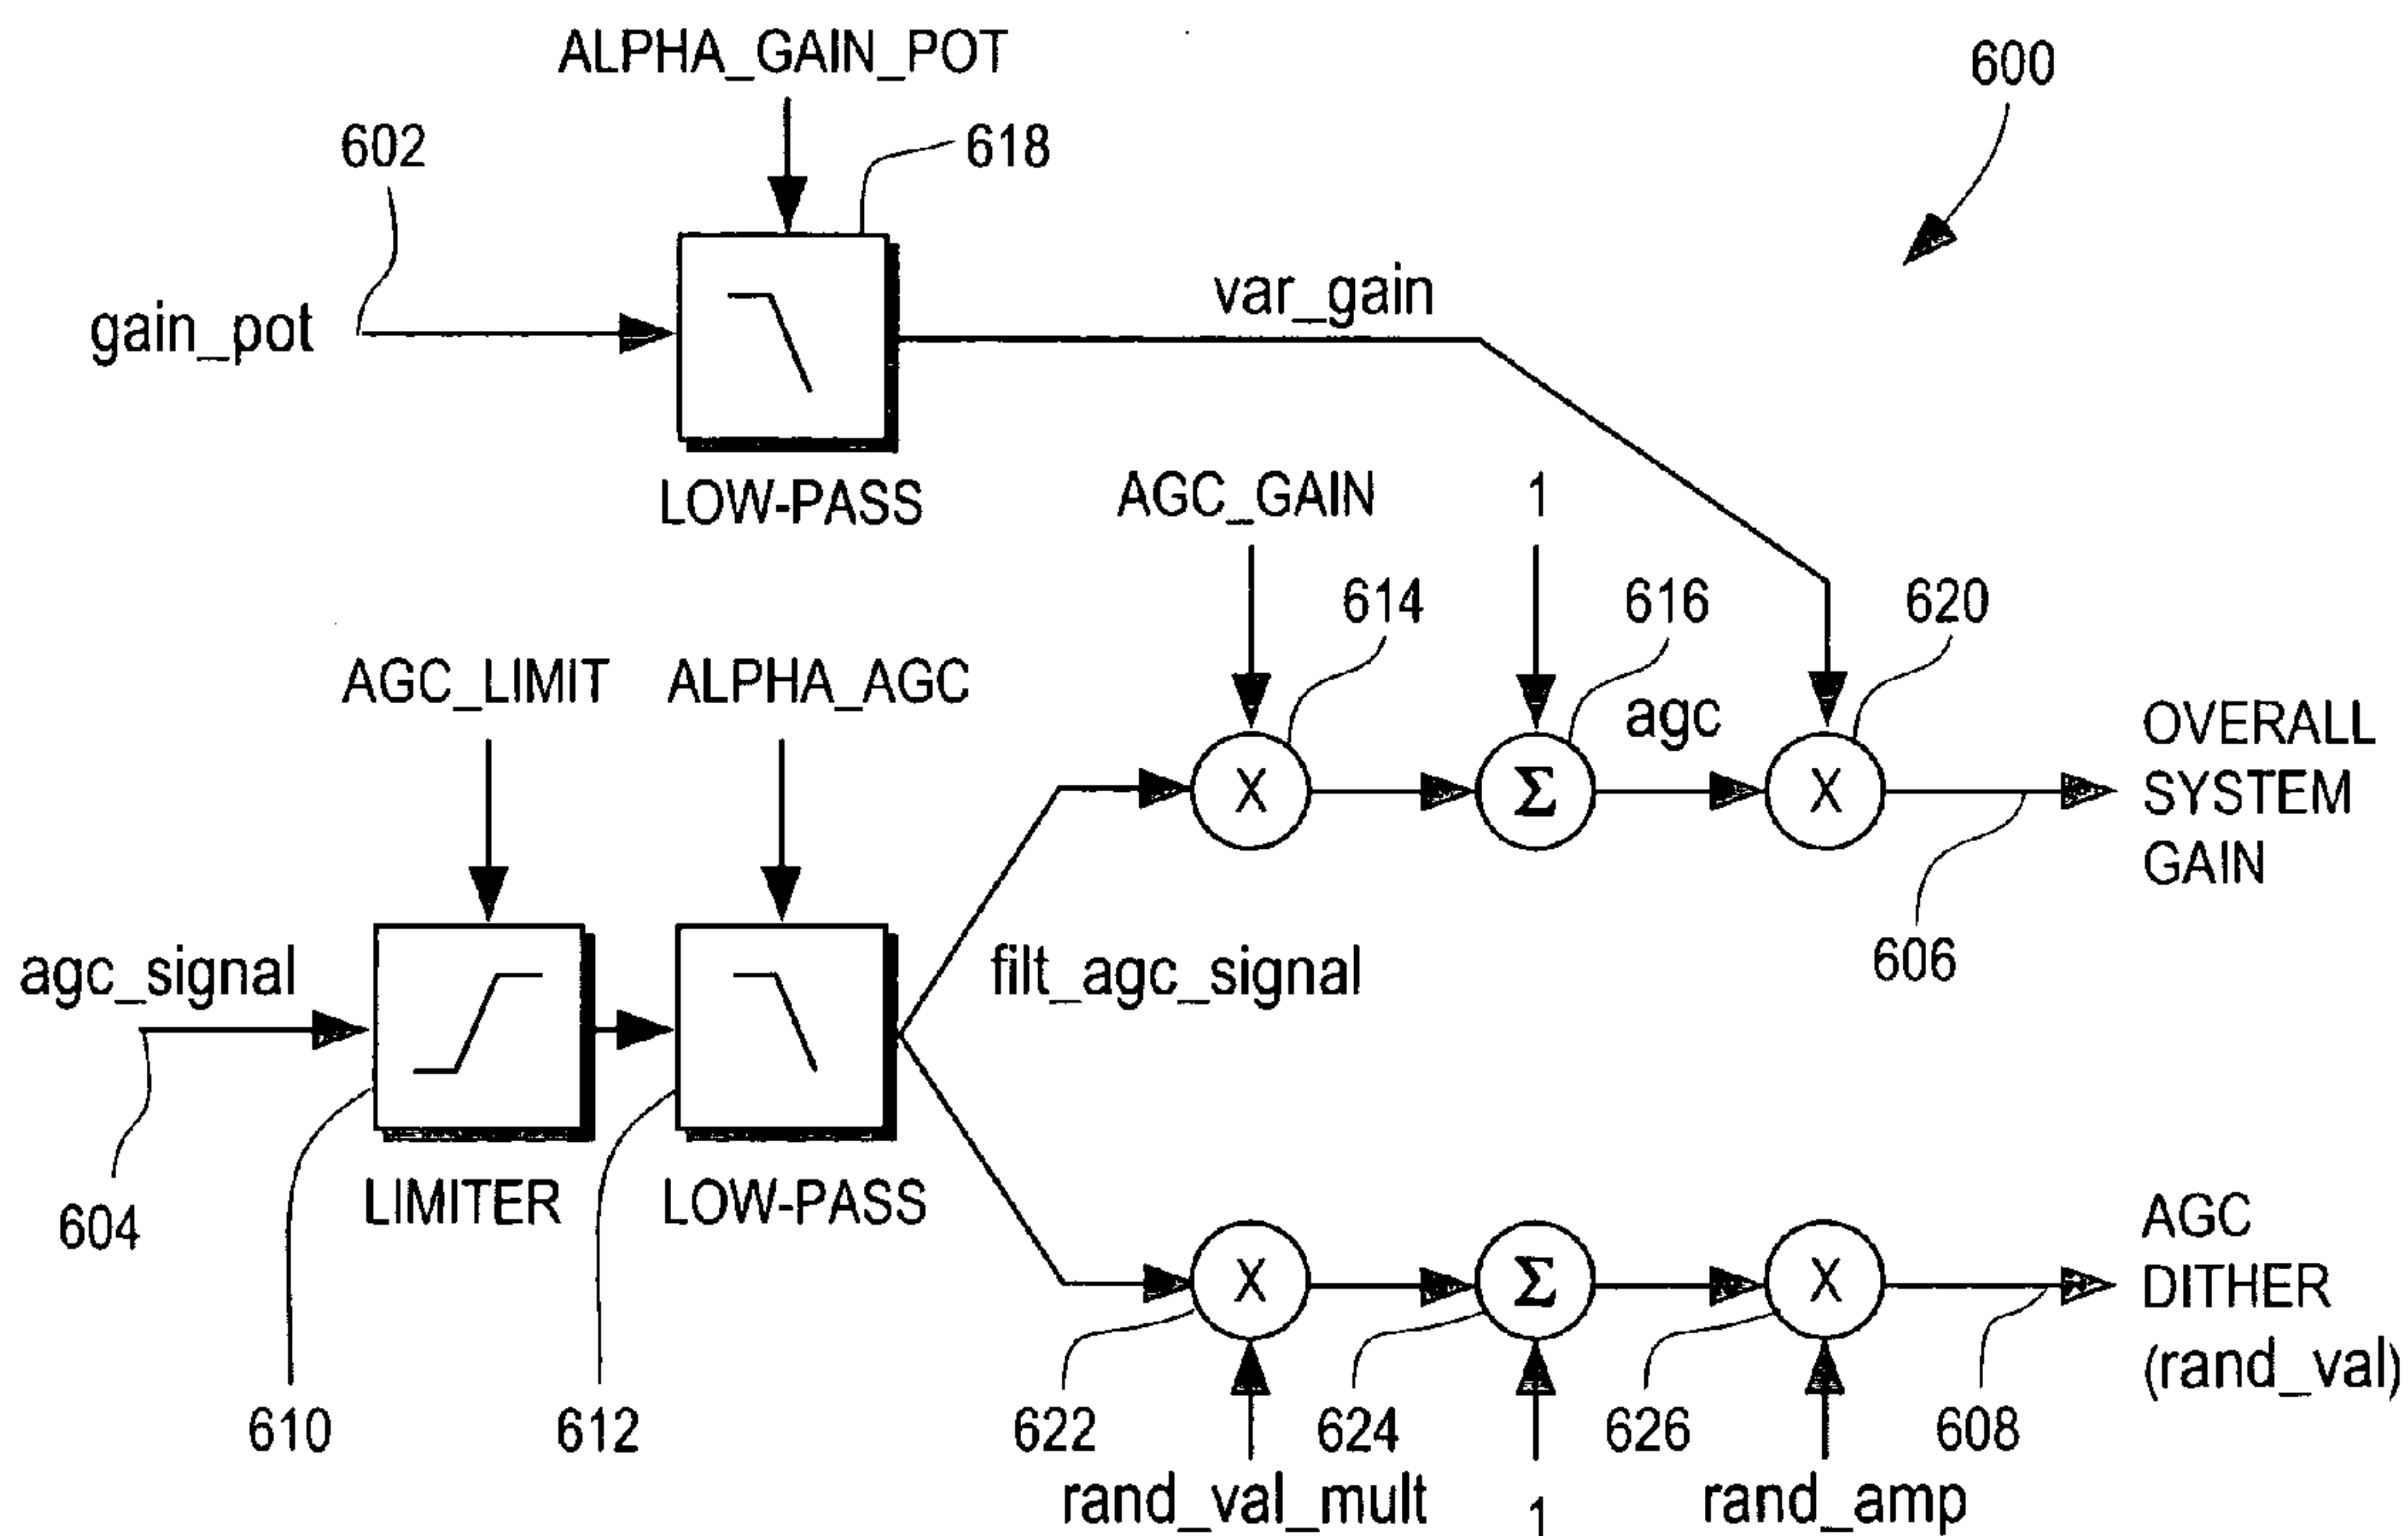 ALPHA_GAIN_POT
600
602
618
gain_pot
var_gain
LOW-PASS
AGC_GAIN
1
614
616
620
AGC_LIMIT
ALPHA_AGC
agc
OVERALL
SYSTEM
GAIN
X
Σ
X
agc_signal
filt_agc_signal
606
604
LIMITER
LOW-PASS
AGC
DITHER
(rand_val)
X
Σ
X
610
612
622
624
626
608
rand_val_mult
1
rand_amp